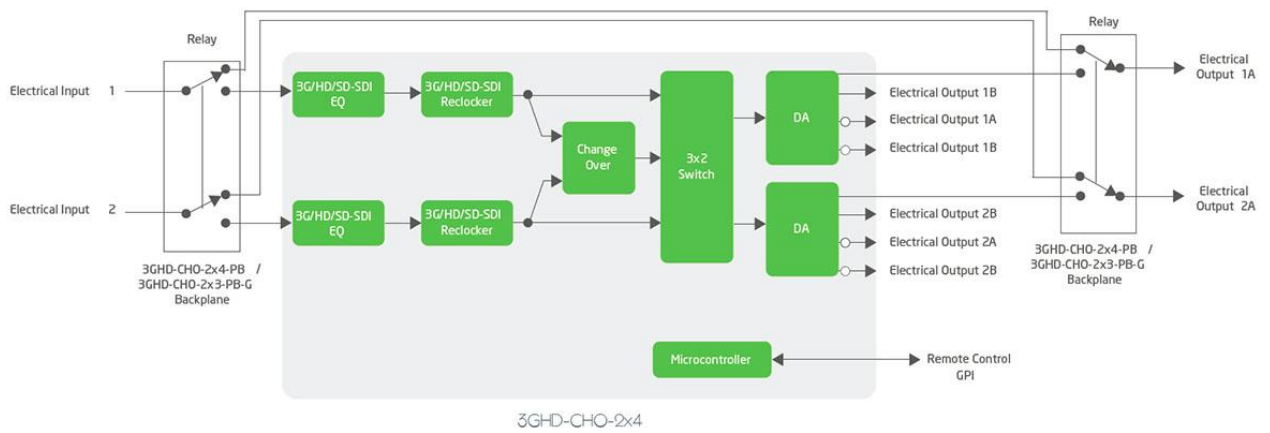 Relay
Relay
Electrical Input 1
3G/HD/SD-SDI
EQ
3G/HD/SD-SDI
Reclocker
Change
Over
3x2
Switch
DA
Electrical Output 1B
Electrical Output 1A
Electrical Output 1B
Electrical
Output 1A
Electrical Input 2
3G/HD/SD-SDI
EQ
3G/HD/SD-SDI
Reclocker
DA
Electrical Output 2B
Electrical Output 2A
Electrical Output 2B
Electrical
Output 2A
3GHD-CHO-2x4-PB /
3GHD-CHO-2x3-PB-G
Backplane
3GHD-CHO-2x4-PB /
3GHD-CHO-2x3-PB-G
Backplane
Microcontroller
Remote Control
GPI
3GHD-CHO-2x4